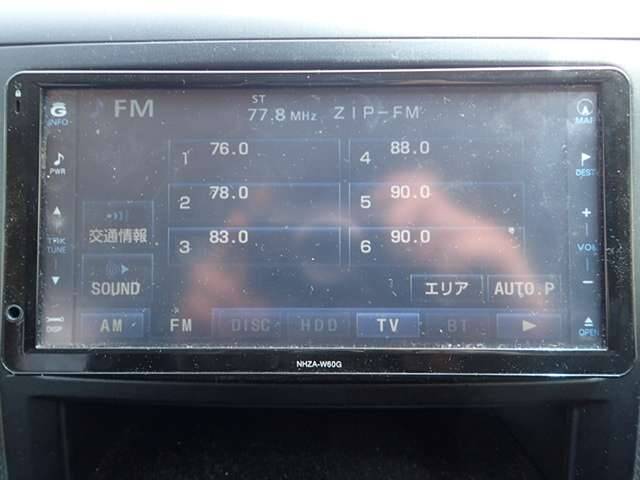 FM ST 77.8 MHz ZIP-FM
G INFO
MAP
1 76.0 4 88.0
PWR
DEST
2 78.0 5 90.0
TRK TUNE
交通情報
VOL
3 83.0 6 90.0
SOUND エリア AUTO.P
DISP AM FM DISC HDD TV BT OPEN
NHZA-W60G